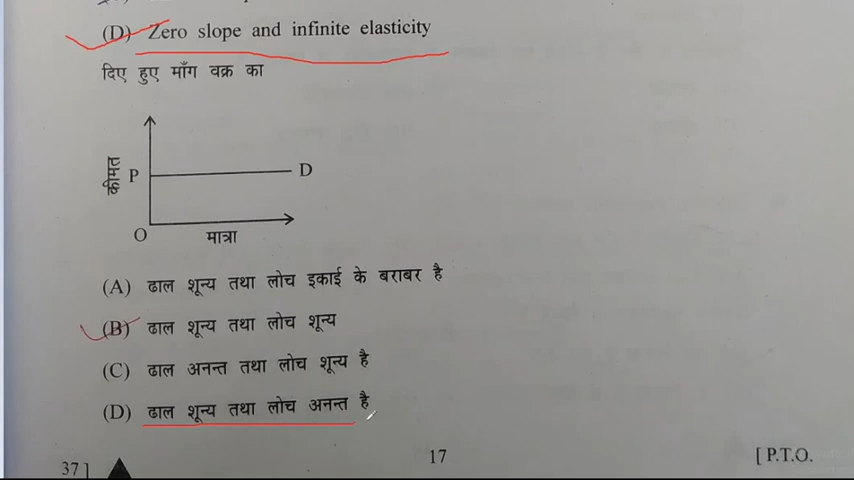 (D) Zero slope and infinite elasticity
दिए हुए माँग वक्र का
कीमत
P
D
O
मात्रा
(A) ढाल शून्य तथा लोच इकाई के बराबर है
(B) ढाल शून्य तथा लोच शून्य
(C) ढाल अनन्त तथा लोच शून्य है
(D) ढाल शून्य तथा लोच अनन्त है
37]
17
[ P.T.O.